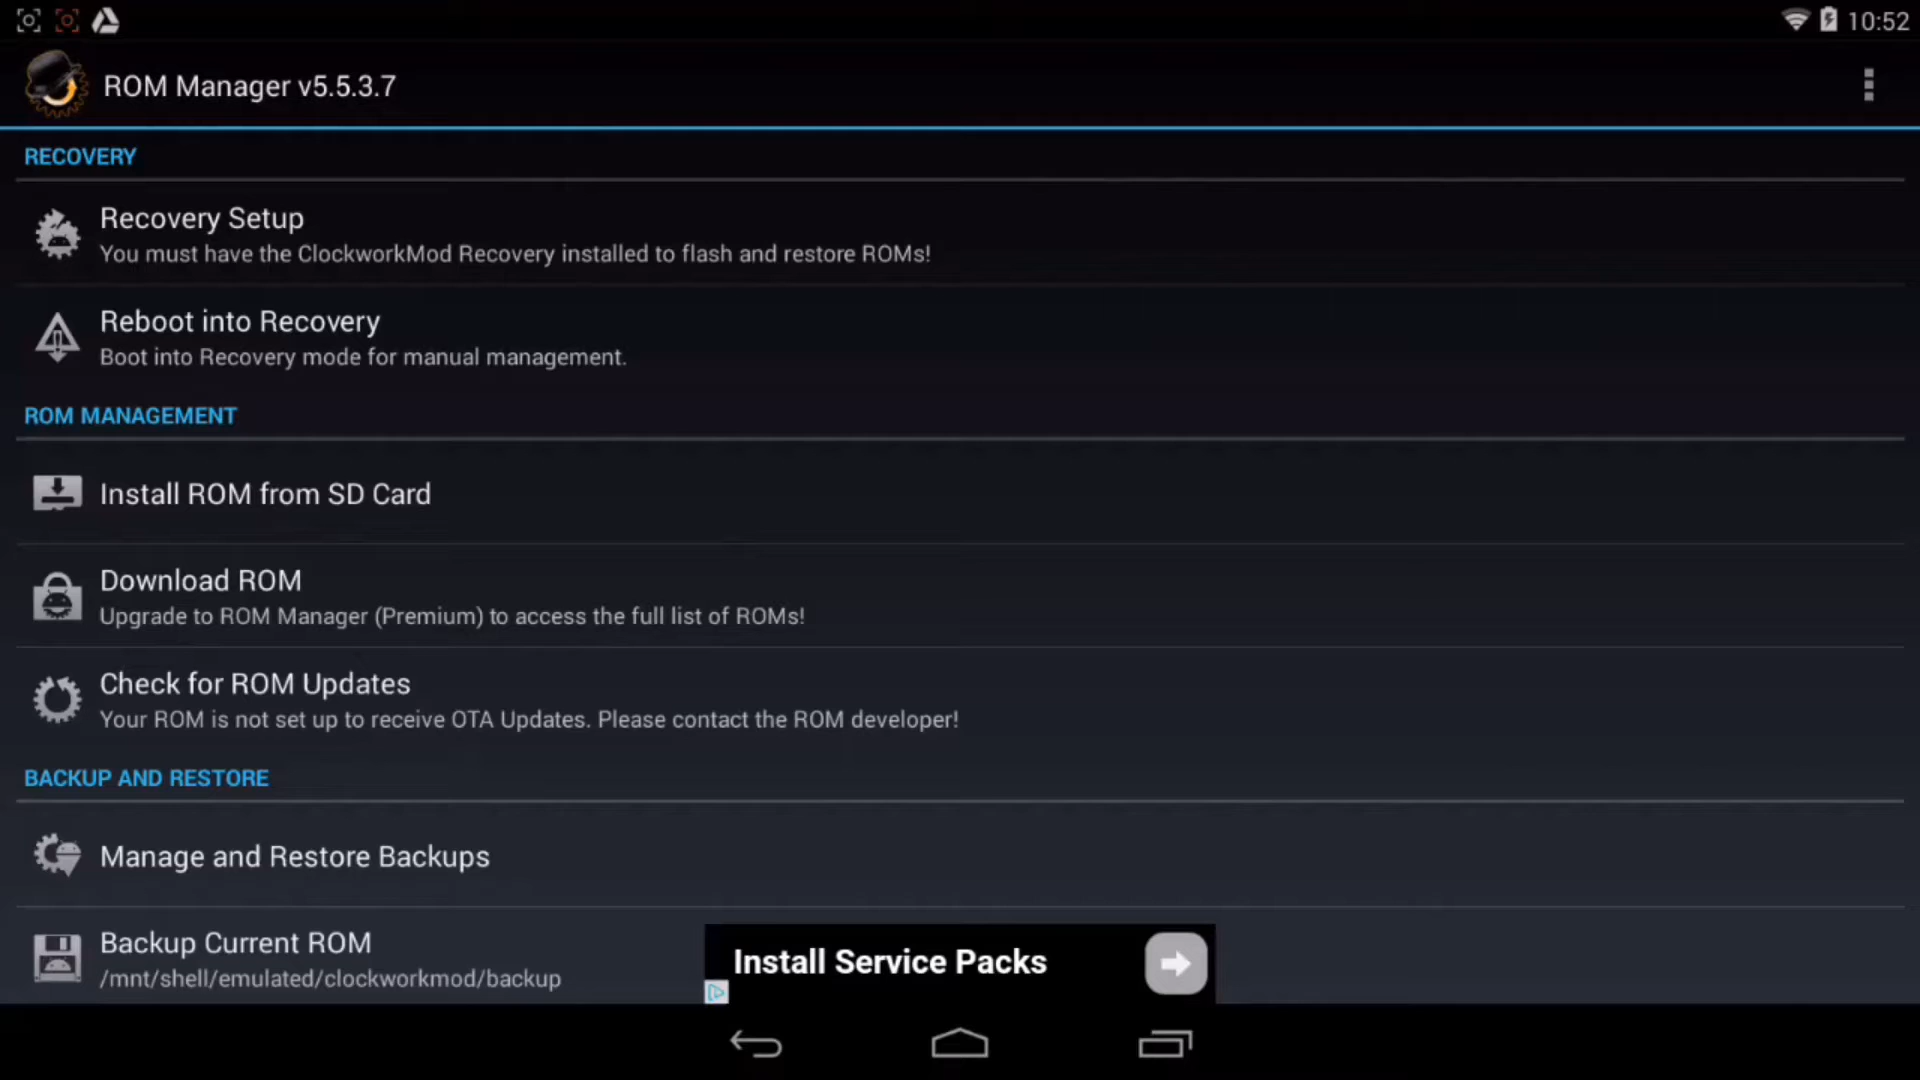 10:52
ROM Manager v5.5.3.7
RECOVERY
Recovery Setup
You must have the ClockworkMod Recovery installed to flash and restore ROMs!
Reboot into Recovery
Boot into Recovery mode for manual management.
ROM MANAGEMENT
Install ROM from SD Card
Download ROM
Upgrade to ROM Manager (Premium) to access the full list of ROMs!
Check for ROM Updates
Your ROM is not set up to receive OTA Updates. Please contact the ROM developer!
BACKUP AND RESTORE
Manage and Restore Backups
Backup Current ROM
/mnt/shell/emulated/clockworkmod/backup
Install Service Packs